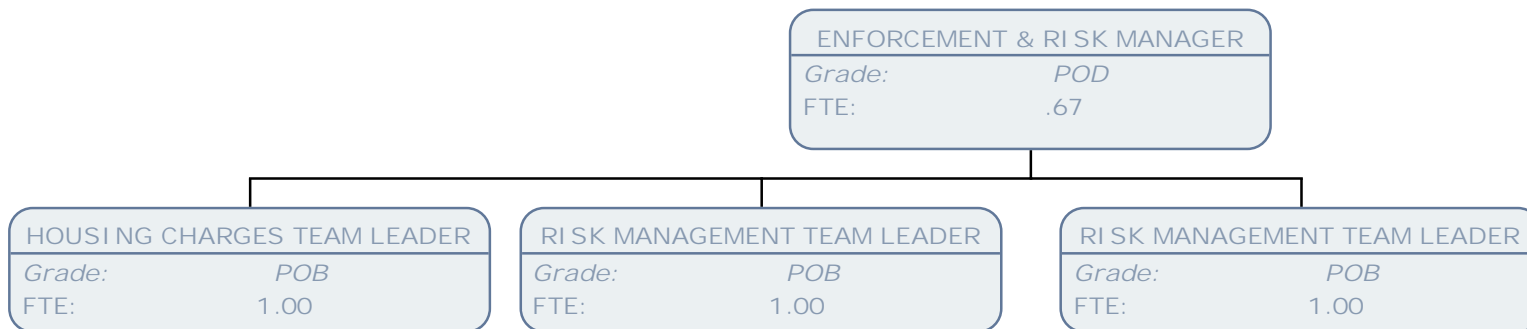 ENFORCEMENT & RISK MANAGER
Grade: POD
FTE: .67
HOUSING CHARGES TEAM LEADER
Grade: POB
FTE: 1.00
RISK MANAGEMENT TEAM LEADER
Grade: POB
FTE: 1.00
RISK MANAGEMENT TEAM LEADER
Grade: POB
FTE: 1.00